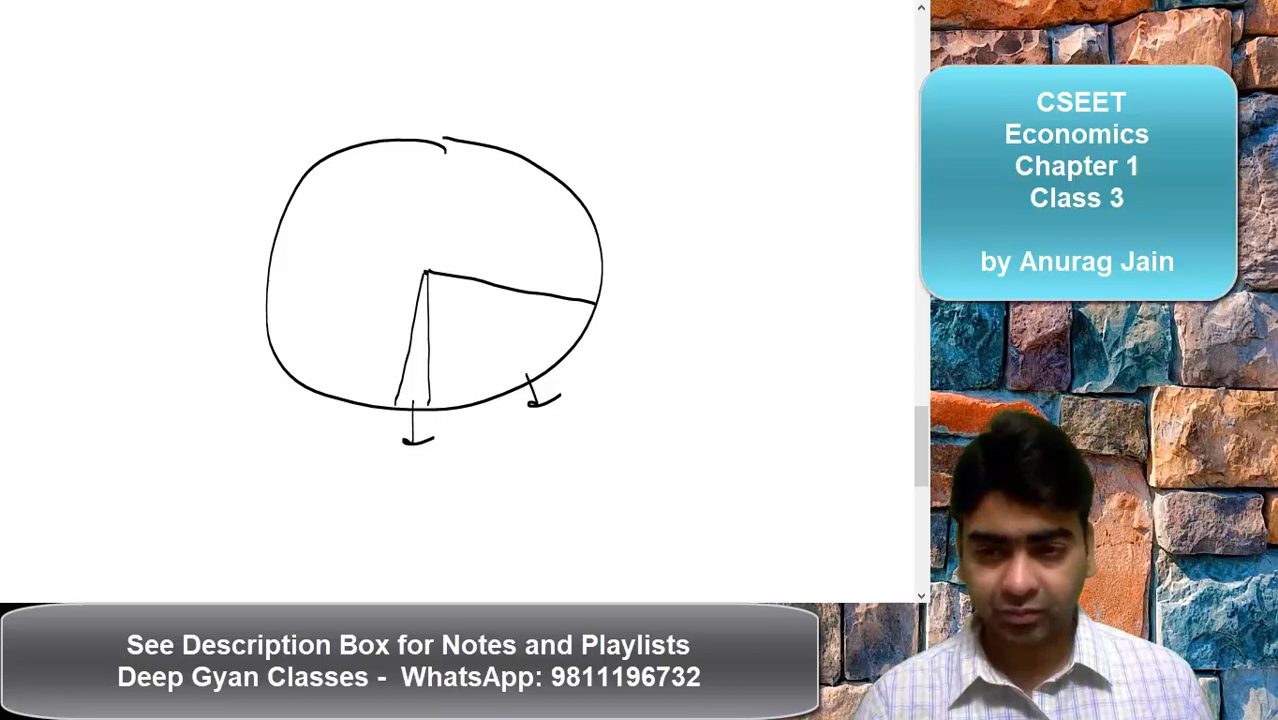 CSEET
Economics
Chapter 1
Class 3
by Anurag Jain
See Description Box for Notes and Playlists
Deep Gyan Classes - WhatsApp: 9811196732